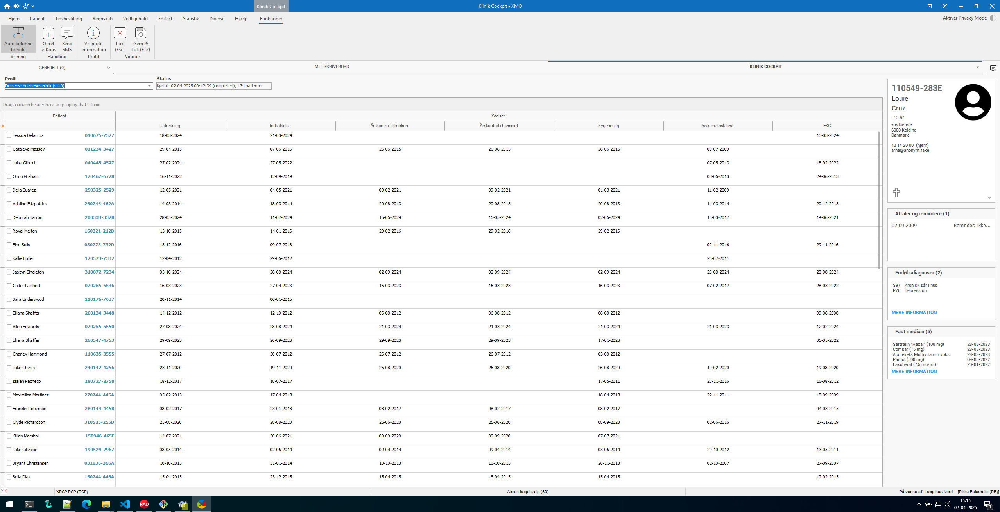 Klinik Cockpit
Klinik Cockpit - XMO
Hjem Patient Tidsbestilling Regnskab Vedligehold Edifact Statistik Diverse Hjælp Funktioner
Aktiver Privacy Mode
Auto kolonne bredde
Opret e-Kons
Send SMS
Vis profil information
Luk (Esc)
Gem & Luk (F12)
Visning Handling Profil Vindue
GENERELT (0) MIT SKRIVEBORD KLINIK COCKPIT
Profil Status
Demens: Ydelsesoverblik (v1.0) Kørt d. 02-04-2025 09:12:39 (completed), 134 patienter
Drag a column header here to group by that column
Patient Ydelser
Udredning Indkaldelse Årskontrol i klinikken Årskontrol i hjemmet Sygebesøg Psykometrisk test EKG
Jessica Delacruz 010675-7527 18-03-2024 21-03-2024 13-03-2024
Cataleya Massey 011234-3427 29-04-2015 07-06-2016 26-06-2015 26-06-2015 26-06-2015 09-07-2009
Luisa Gilbert 040445-4527 27-02-2024 27-05-2022 07-05-2013 18-02-2022
Orion Graham 170467-6728 16-11-2022 12-09-2019 03-06-2013 24-06-2013
Della Suarez 250325-2529 12-05-2021 04-05-2021 09-02-2021 09-02-2021 01-03-2021 11-02-2009
Adaline Fitzpatrick 260746-462A 14-03-2014 18-03-2014 20-08-2013 20-08-2013 20-08-2013 14-03-2014 20-12-2013
Deborah Barron 200333-332B 28-05-2024 11-07-2024 15-05-2024 15-05-2024 02-05-2024 16-03-2017 14-06-2021
Royal Melton 160321-212D 13-10-2015 14-01-2016 29-02-2016 29-02-2016 29-02-2016
Finn Solis 030273-732D 13-12-2016 09-07-2018 02-11-2016 29-11-2016
Kallie Butler 170573-7332 12-04-2012 29-05-2012 26-07-2011
Jaxtyn Singleton 310872-7234 03-10-2024 28-08-2024 02-09-2024 02-09-2024 02-09-2024 20-08-2024 20-08-2024
Colter Lambert 020265-6536 16-03-2023 27-04-2023 16-03-2023 16-03-2023 16-03-2023 07-02-2017 28-03-2022
Sara Underwood 110176-7637 20-11-2014 06-01-2015
Elliana Shaffer 260134-3448 14-12-2012 12-10-2012 06-08-2012 06-08-2012 06-08-2012 09-06-2008
Allen Edwards 020255-5550 27-08-2024 28-08-2024 21-03-2024 21-03-2024 21-03-2024 21-03-2023 12-02-2024
Elliana Shaffer 260547-4753 29-09-2023 26-09-2023 29-09-2023 29-09-2023 17-01-2023 05-05-2022
Charley Hammond 110635-3555 27-07-2012 30-07-2012 26-07-2012 26-07-2012 03-08-2012
Luke Cherry 240142-4256 23-11-2020 19-11-2020 26-08-2020 26-08-2020 26-08-2020 19-02-2020 19-08-2020
Izaiah Pacheco 180727-2758 18-12-2017 18-07-2017 17-05-2011 28-11-2016 16-08-2012
Maximilian Martinez 270744-445A 05-02-2013 17-04-2013 16-04-2013 22-11-2011 18-09-2009
Franklin Roberson 280144-445B 08-02-2017 23-01-2018 08-02-2017 08-02-2017 08-02-2017 04-03-2015
Clyde Richardson 310525-255D 25-08-2020 28-08-2020 25-06-2020 25-06-2020 08-09-2020 02-06-2016 27-11-2019
Killian Marshall 150946-465F 14-07-2021 30-06-2021 09-09-2020 09-09-2020 07-07-2021
Jake Gillespie 190529-2967 08-05-2014 02-06-2014 09-04-2014 09-04-2014 03-06-2014 29-10-2012 13-05-2011
Bryant Christensen 031036-366A 10-10-2013 31-01-2014 10-10-2013 10-10-2013 26-11-2013 02-10-2007 27-09-2007
Bella Diaz 150744-446A 15-04-2015 23-12-2015 15-04-2015 15-04-2015 15-04-2015 12-02-2015
110549-283E
Louie
Cruz
75 år
*redacted*
6000 Kolding
Danmark
42 14 20 00 (hjem)
arne@anonym.fake
Aftaler og remindere (1)
02-09-2009 Reminder: Ikke...
Forløbsdiagnoser (2)
S97 Kronisk sår i hud
P76 Depression
MERE INFORMATION
Fast medicin (5)
Sertralin "Hexal" (100 mg) 28-03-2023
Combar (15 mg) 28-03-2023
Apotekets Multivitamin voksr 28-03-2023
Pamol (500 mg) 09-05-2022
Laxoberal (7.5 mg/ml) 20-01-2022
MERE INFORMATION
XRCP RCP (RCP) Almen lægehjælp (80) På vegne af: Lægehus Nord - [Rikke Beierholm (RB)]
RAD
15:15
02-04-2025
1